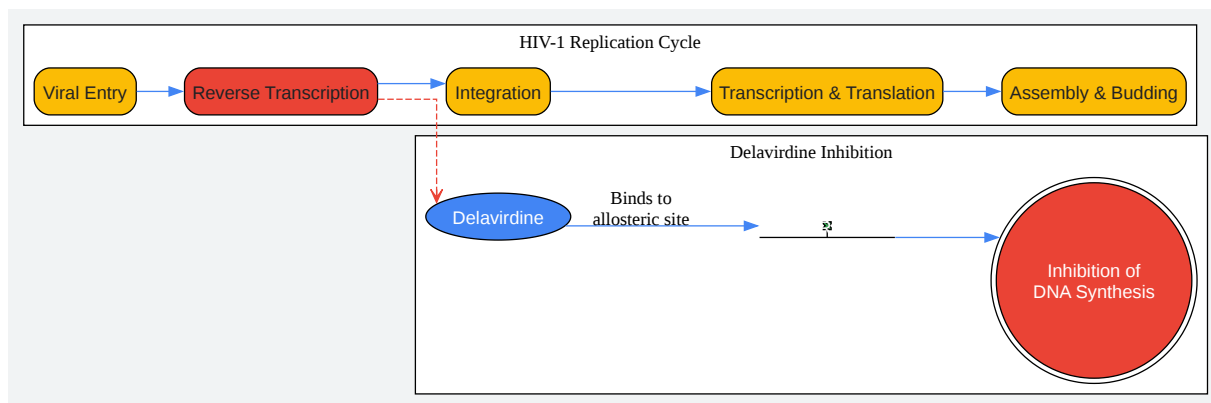 HIV-1 Replication Cycle
Viral Entry
Reverse Transcription
Integration
Transcription & Translation
Assembly & Budding
Delavirdine Inhibition
Delavirdine
Binds to
allosteric site
Inhibition of
DNA Synthesis